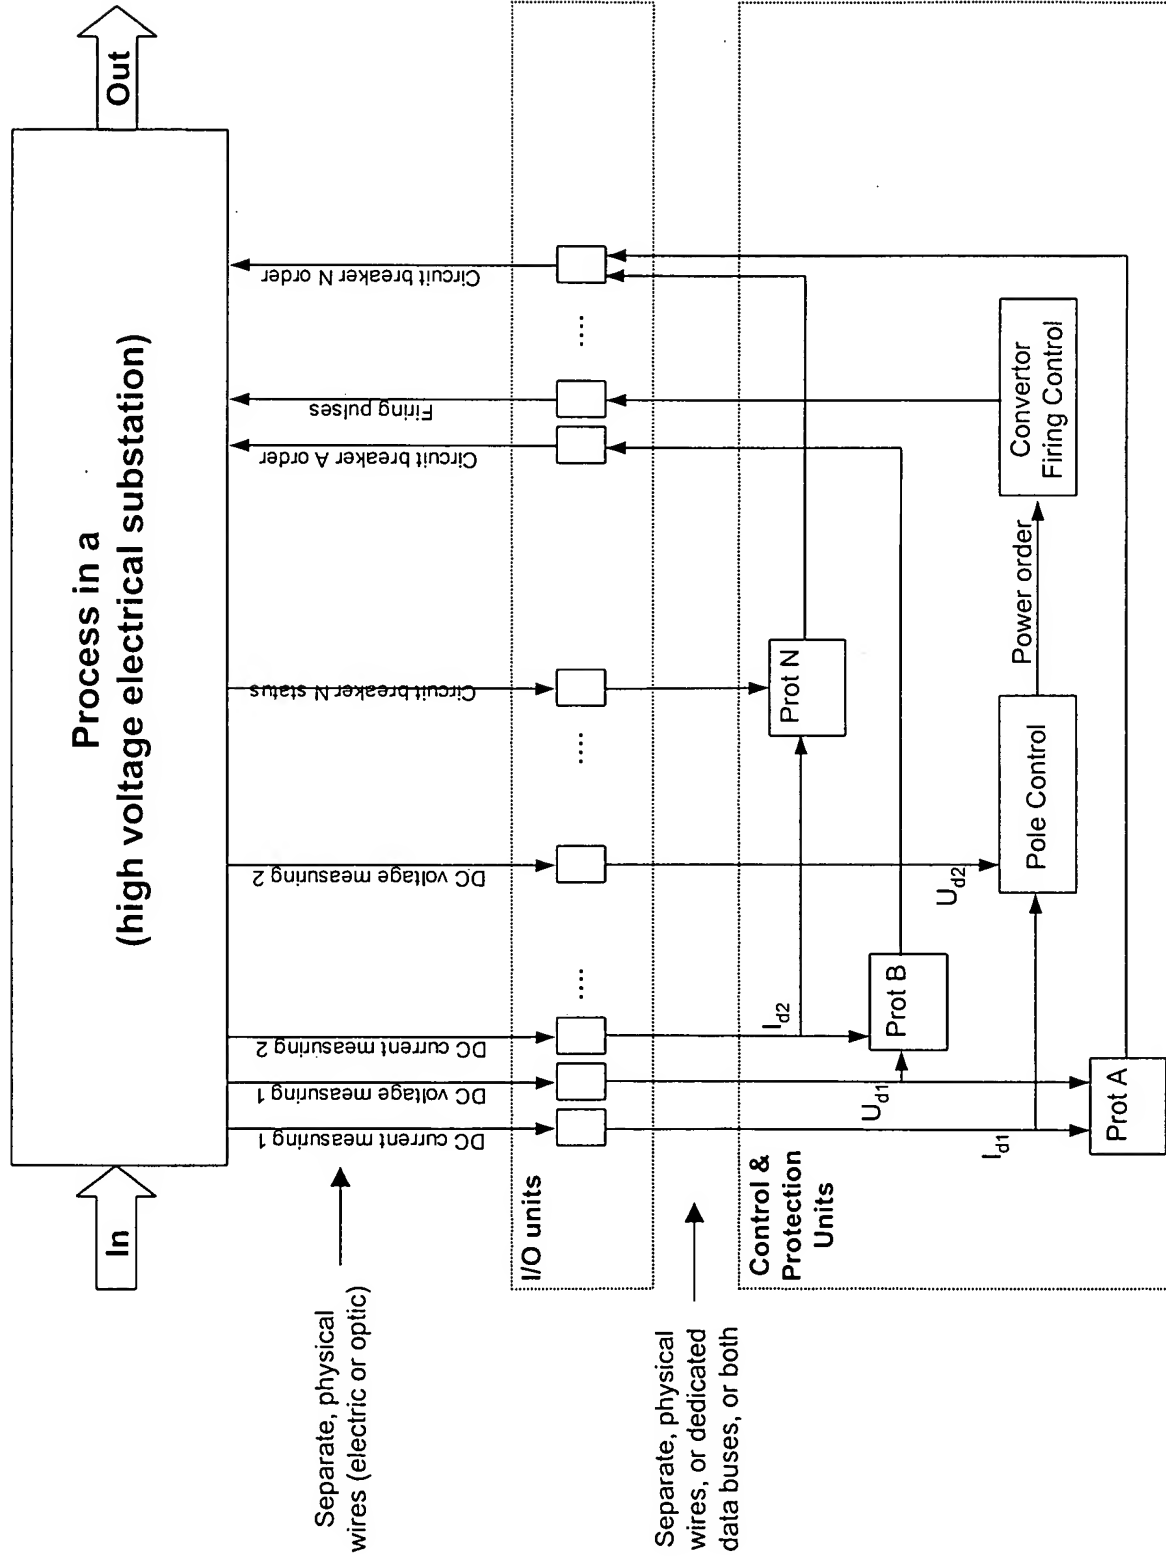 Process in a
(high voltage electrical substation)
In
Out
DC current measuring 1
DC voltage measuring 1
DC current measuring 2
DC voltage measuring 2
Circuit breaker N status
Circuit breaker A order
Firing pulses
Circuit breaker N order
Separate, physical
wires (electric or optic)
I/O units
....
....
....
Separate, physical
wires, or dedicated
data buses, or both
Control &
Protection
Units
Id1
Ud1
Id2
Ud2
Prot A
Prot B
Prot N
Pole Control
Power order
Convertor
Firing Control